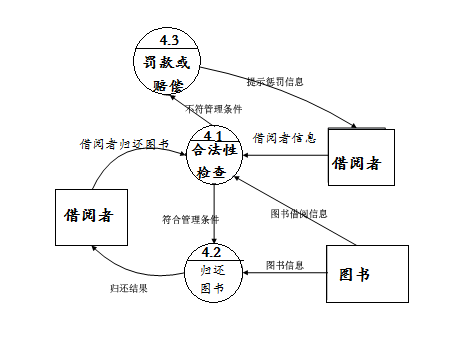 4.3
罚款或
赔偿
提示惩罚信息
不符管理条件
4.1
合法性
检查
借阅者归还图书
借阅者信息
借阅者
借阅者
符合管理条件
图书借阅信息
4.2
归还
图书
图书信息
图书
归还结果